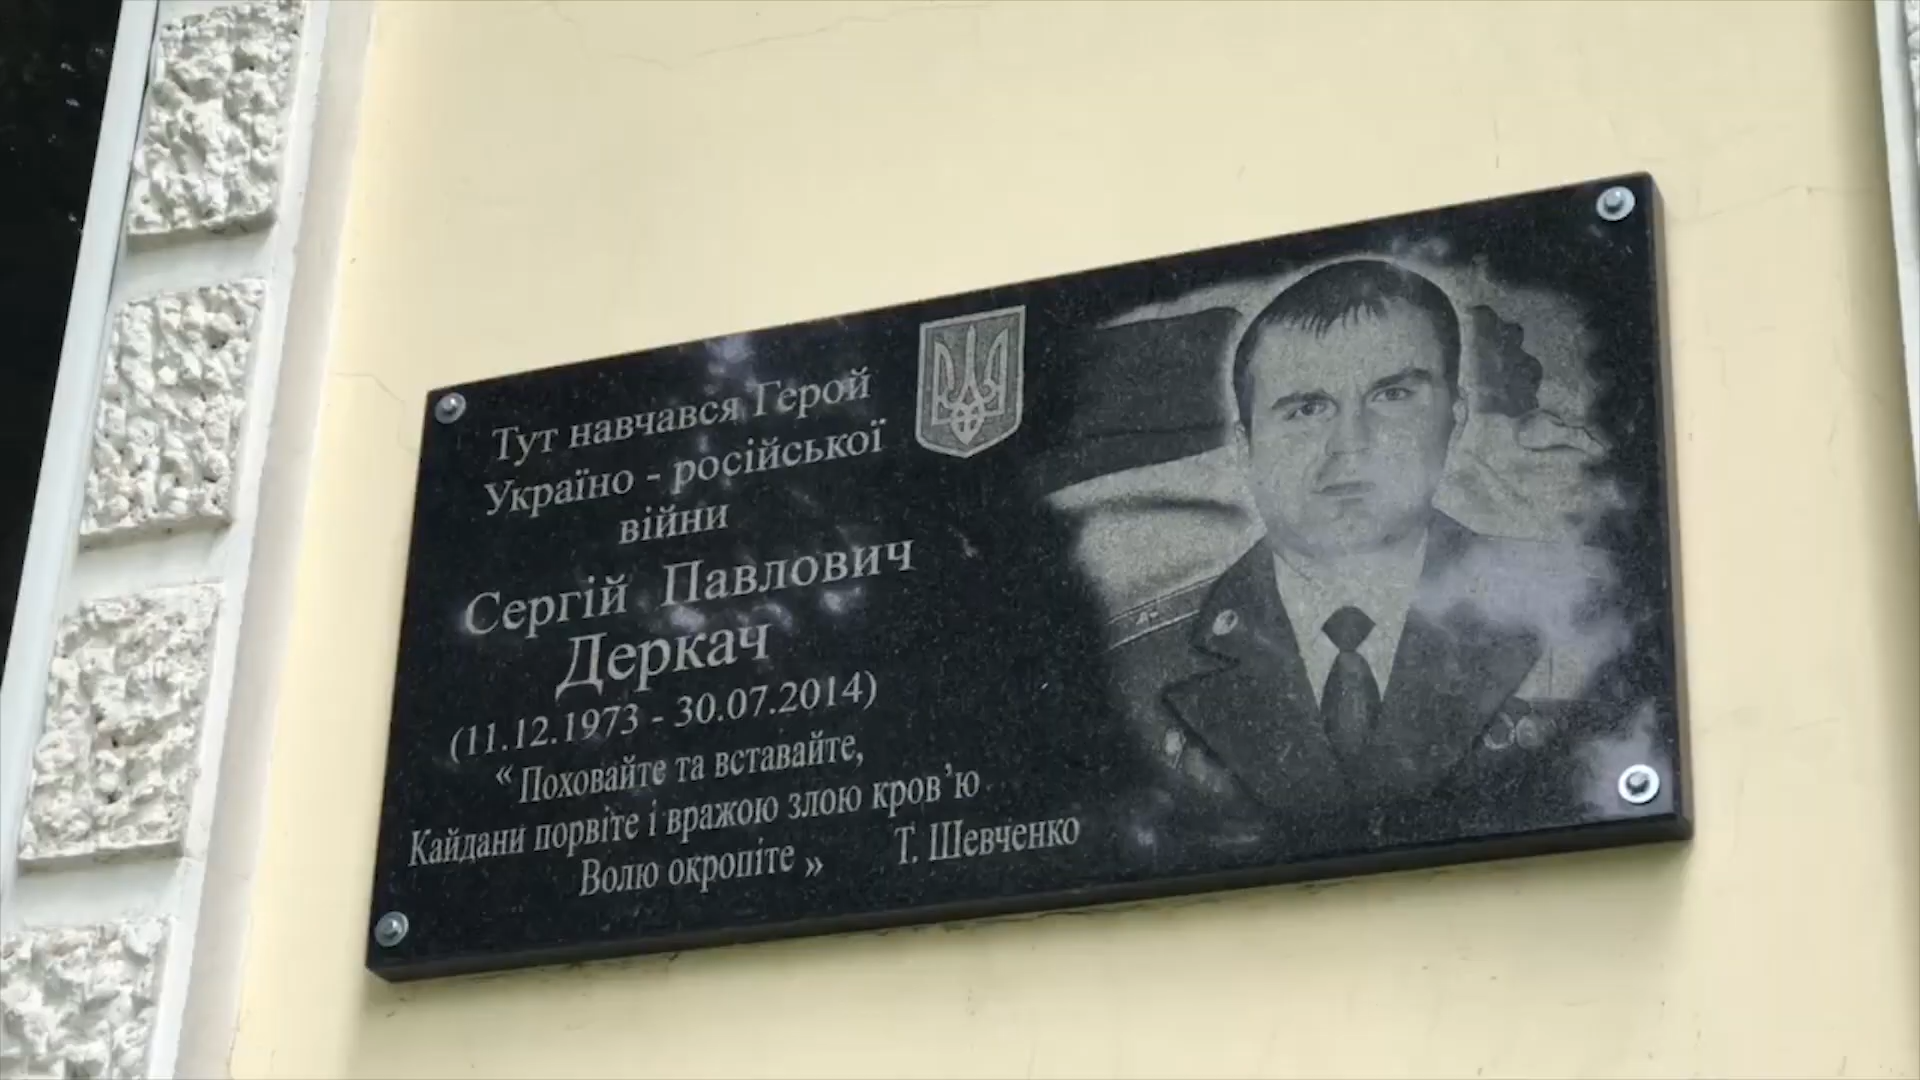 Тут навчався Герой
Україно - російської
війни
Сергій Павлович
Деркач
(11.12.1973 - 30.07.2014)
« Поховайте та вставайте,
Кайдани порвіте і вражою злою кров’ю
Волю окропіте » Т. Шевченко